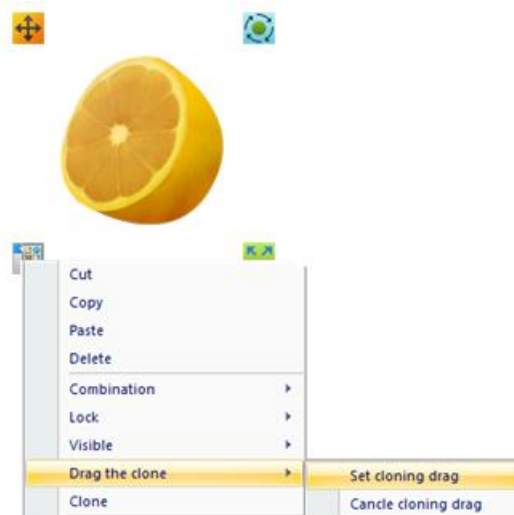 Cut
Copy
Paste
Delete
Combination
Lock
Visible
Drag the clone
Set cloning drag
Clone
Cancle cloning drag